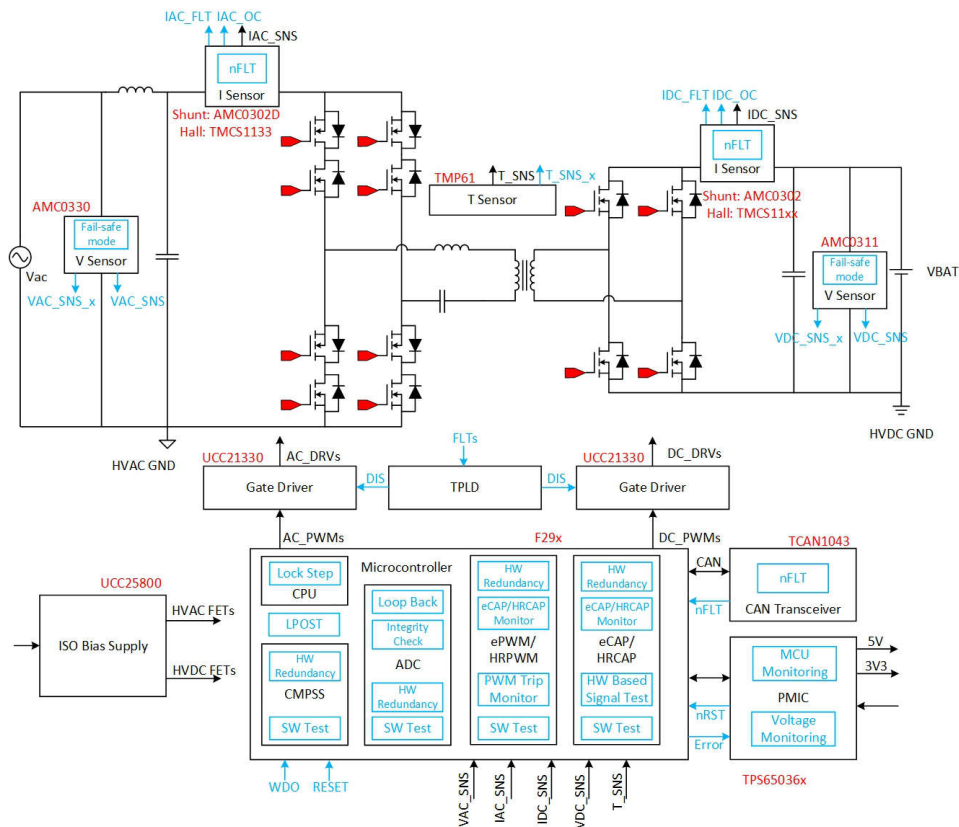 IAC_FLT IAC_OC
IAC_SNS
nFLT
I Sensor
Shunt: AMC0302D
Hall: TMCS1133
IDC_FLT IDC_OC
IDC_SNS
nFLT
I Sensor
Shunt: AMC0302
Hall: TMCS11xx
TMP61
T_SNS
T_SNS_x
T Sensor
AMC0330
Fail-safe
mode
V Sensor
Vac
VAC_SNS_x
VAC_SNS
AMC0311
Fail-safe
mode
V Sensor
VBAT
VDC_SNS_x
VDC_SNS
HVAC GND
HVDC GND
UCC21330
AC_DRVs
Gate Driver
FLTs
DIS
TPLD
DIS
UCC21330
DC_DRVs
Gate Driver
AC_PWMs
F29x
DC_PWMs
UCC25800
ISO Bias Supply
HVAC FETs
HVDC FETs
Microcontroller
Lock Step
CPU
LPOST
HW
Redundancy
CMPSS
SW Test
Loop Back
Integrity
Check
ADC
HW
Redundancy
SW Test
HW
Redundancy
eCAP/HRCAP
Monitor
ePWM/
HRPWM
PWM Trip
Monitor
SW Test
HW
Redundancy
eCAP/HRCAP
Monitor
eCAP/
HRCAP
HW Based
Signal Test
SW Test
TCAN1043
CAN
nFLT
nFLT
CAN Transceiver
MCU
Monitoring
PMIC
Voltage
Monitoring
5V
3V3
nRST
Error
TPS65036x
WDO
RESET
VAC_SNS
IAC_SNS
IDC_SNS
VDC_SNS
T_SNS